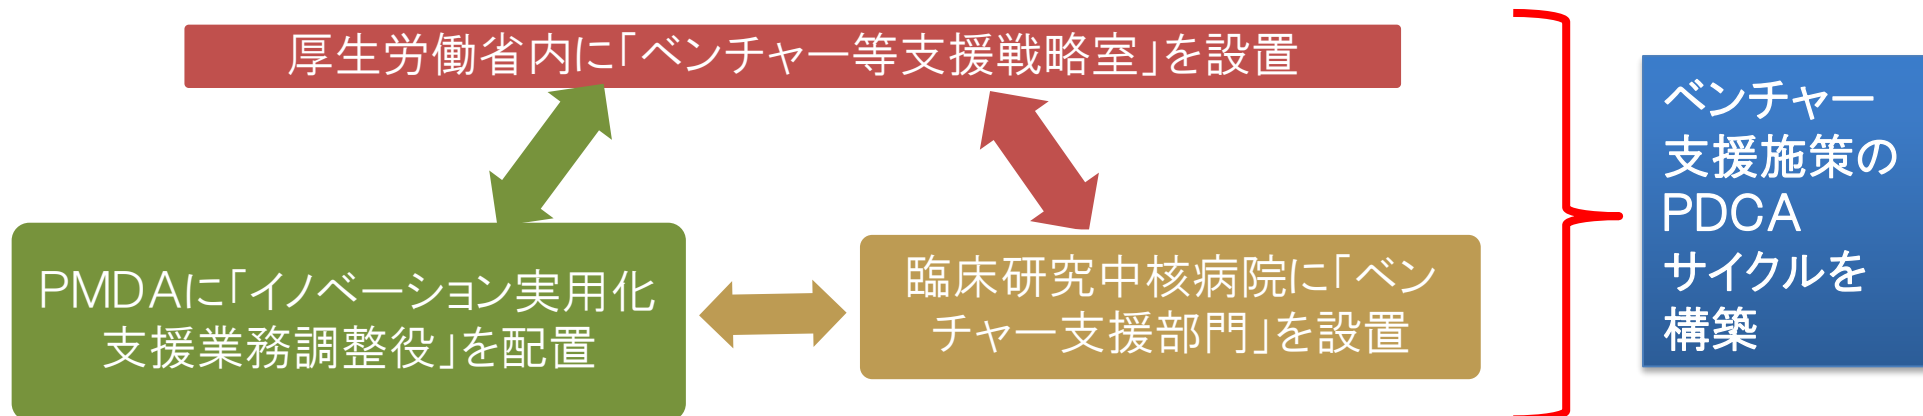 厚生労働省内に「ベンチャー等支援戦略室」を設置
PMDAに「イノベーション実用化
支援業務調整役」を配置
臨床研究中核病院に「ベン
チャー支援部門」を設置
ベンチャー
支援施策の
PDCA
サイクルを
構築